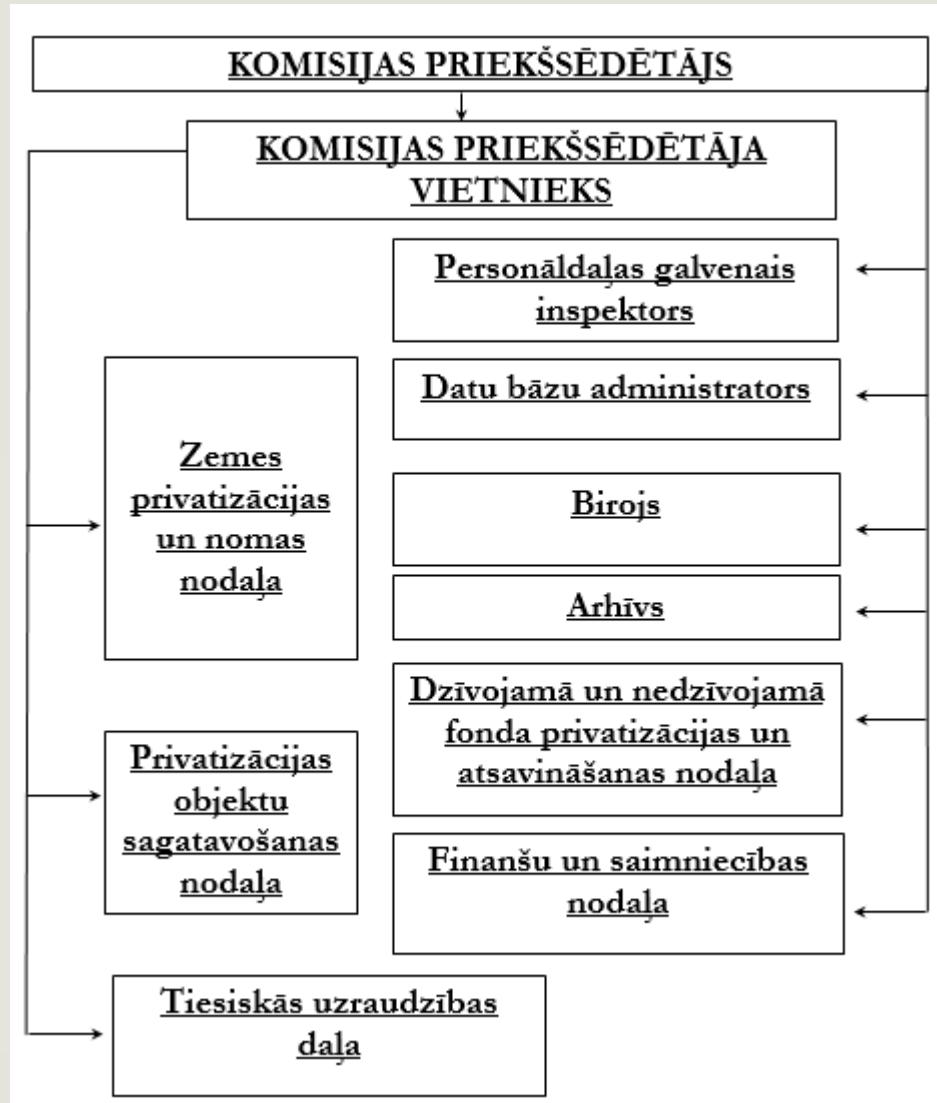 KOMISIJAS PRIEKŠSĒDĒTĀJS
KOMISIJAS PRIEKŠSĒDĒTĀJA
VIETNIEKS
Personāldaļas galvenais
inspektors
Datu bāzu administrators
Zemes
privatizācijas
un nomas
nodaļa
Birojs
Arhīvs
Dzīvojamā un nedzīvojamā
fonda privatizācijas un
atsavināšanas nodaļa
Privatizācijas
objektu
sagatavošanas
nodaļa
Finanšu un saimniecības
nodaļa
Tiesiskās uzraudzības
daļa